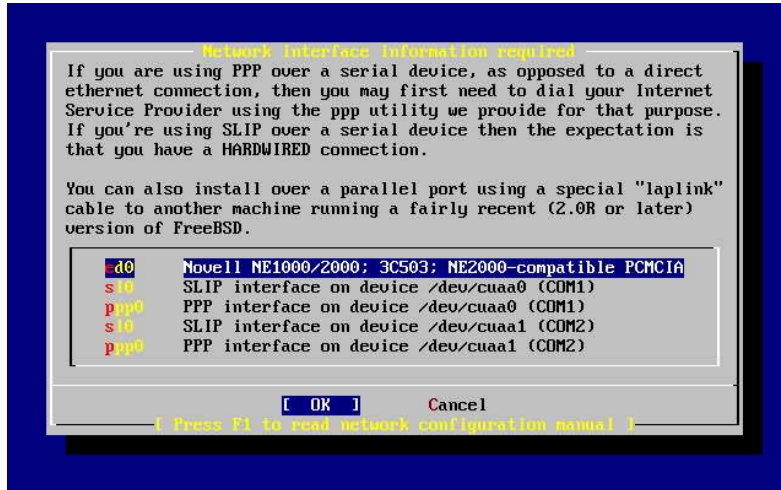 Network interface information required
If you are using PPP over a serial device, as opposed to a direct
ethernet connection, then you may first need to dial your Internet
Service Provider using the ppp utility we provide for that purpose.
If you're using SLIP over a serial device then the expectation is
that you have a HARDWIRED connection.
You can also install over a parallel port using a special "laplink"
cable to another machine running a fairly recent (2.0R or later)
version of FreeBSD.
ed0 Novell NE1000/2000; 3C503; NE2000-compatible PCMCIA
sl0 SLIP interface on device /dev/cuaa0 (COM1)
ppp0 PPP interface on device /dev/cuaa0 (COM1)
sl0 SLIP interface on device /dev/cuaa1 (COM2)
ppp0 PPP interface on device /dev/cuaa1 (COM2)
[ OK ] Cancel
[ Press F1 to read network configuration manual ]